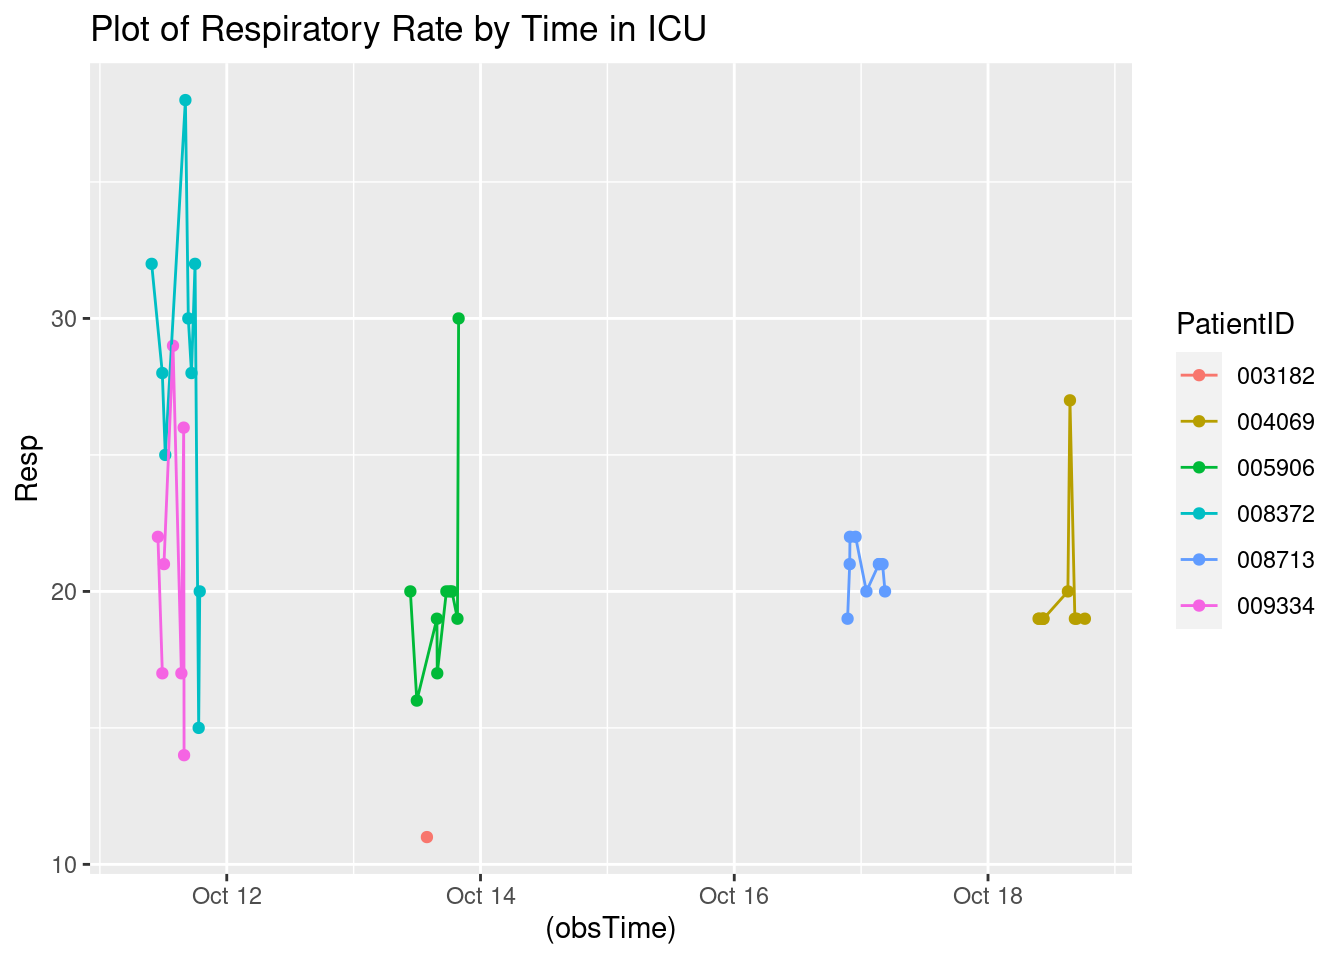 Plot of Respiratory Rate by Time in ICU
Resp
30
20
10
Oct 12
Oct 14
Oct 16
Oct 18
(obsTime)
PatientID
003182
004069
005906
008372
008713
009334